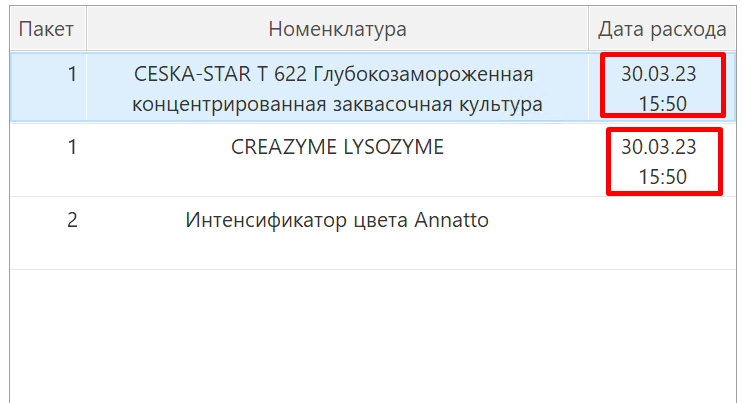 Пакет Номенклатура Дата расхода
1 CESKA-STAR T 622 Глубокозамороженная 30.03.23
концентрированная заквасочная культура 15:50
1 CREAZYME LYSOZYME 30.03.23
15:50
2 Интенсификатор цвета Annatto